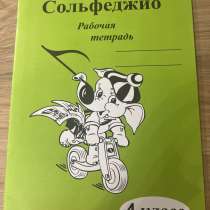 Сольфеджио
Рабочая
тетрадь
4 класс